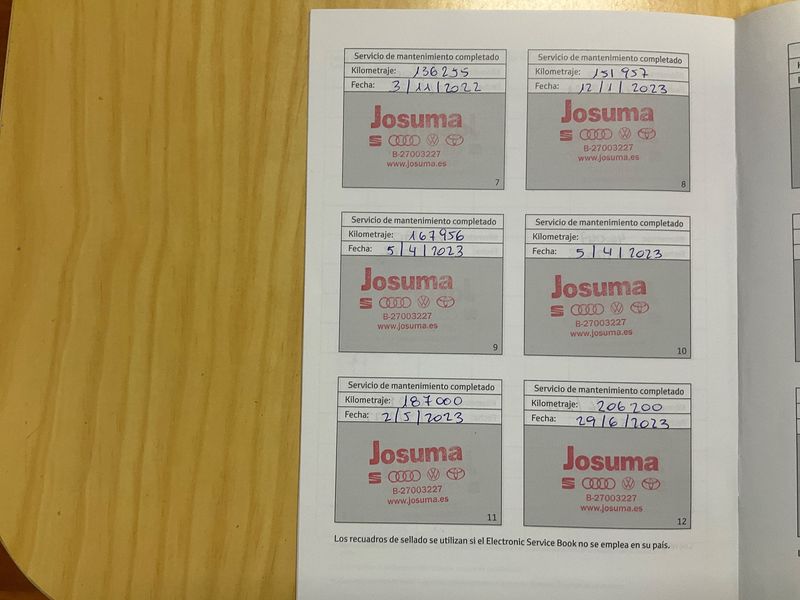 Servicio de mantenimiento completado
Kilometraje: 136255
Fecha: 3/11/2022
Josuma
B-27003227
www.josuma.es
7
Servicio de mantenimiento completado
Kilometraje: 151957
Fecha: 12/1/2023
Josuma
B-27003227
www.josuma.es
8
Servicio de mantenimiento completado
Kilometraje: 167956
Fecha: 5/4/2023
Josuma
B-27003227
www.josuma.es
9
Servicio de mantenimiento completado
Kilometraje:
Fecha: 5/4/2023
Josuma
B-27003227
www.josuma.es
10
Servicio de mantenimiento completado
Kilometraje: 187000
Fecha: 2/5/2023
Josuma
B-27003227
www.josuma.es
11
Servicio de mantenimiento completado
Kilometraje: 206200
Fecha: 29/6/2023
Josuma
B-27003227
www.josuma.es
12
Los recuadros de sellado se utilizan si el Electronic Service Book no se emplea en su país.